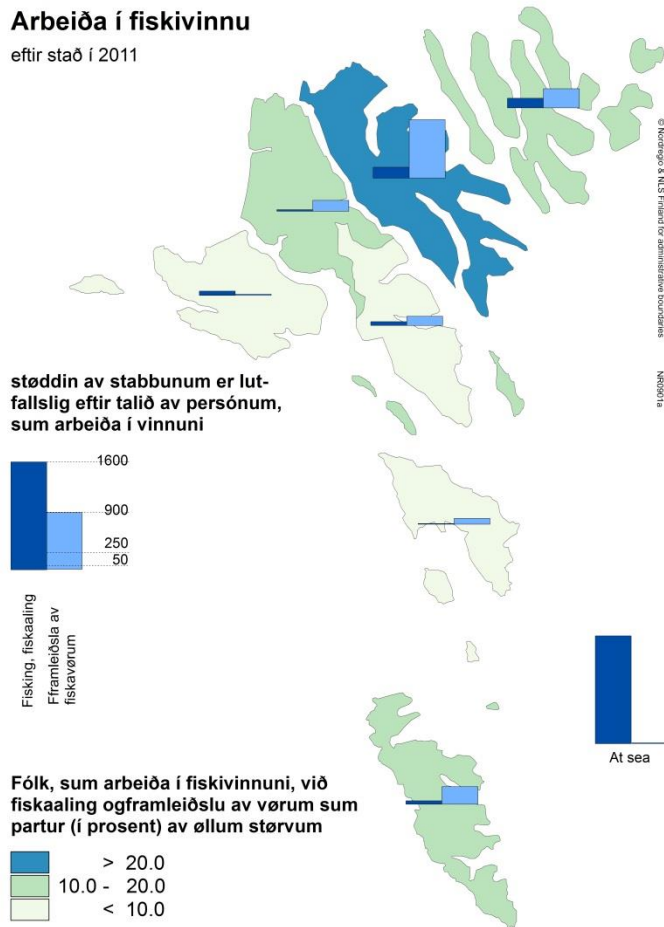 Arbeiða í fiskivinnu
eftir stað í 2011
© Nordregio & NLS Finland for administrative boundaries
NR0901a
støddin av stabbunum er lut-
fallslig eftir talið av persónum,
sum arbeiða í vinnuni
1600
900
250
50
Fisking, fiskaaling
Fframleiðsla av
fiskavørum
At sea
Fólk, sum arbeiða í fiskivinnuni, við
fiskaaling ogframleiðslu av vørum sum
partur (í prosent) av øllum størvum
> 20.0
10.0 - 20.0
< 10.0